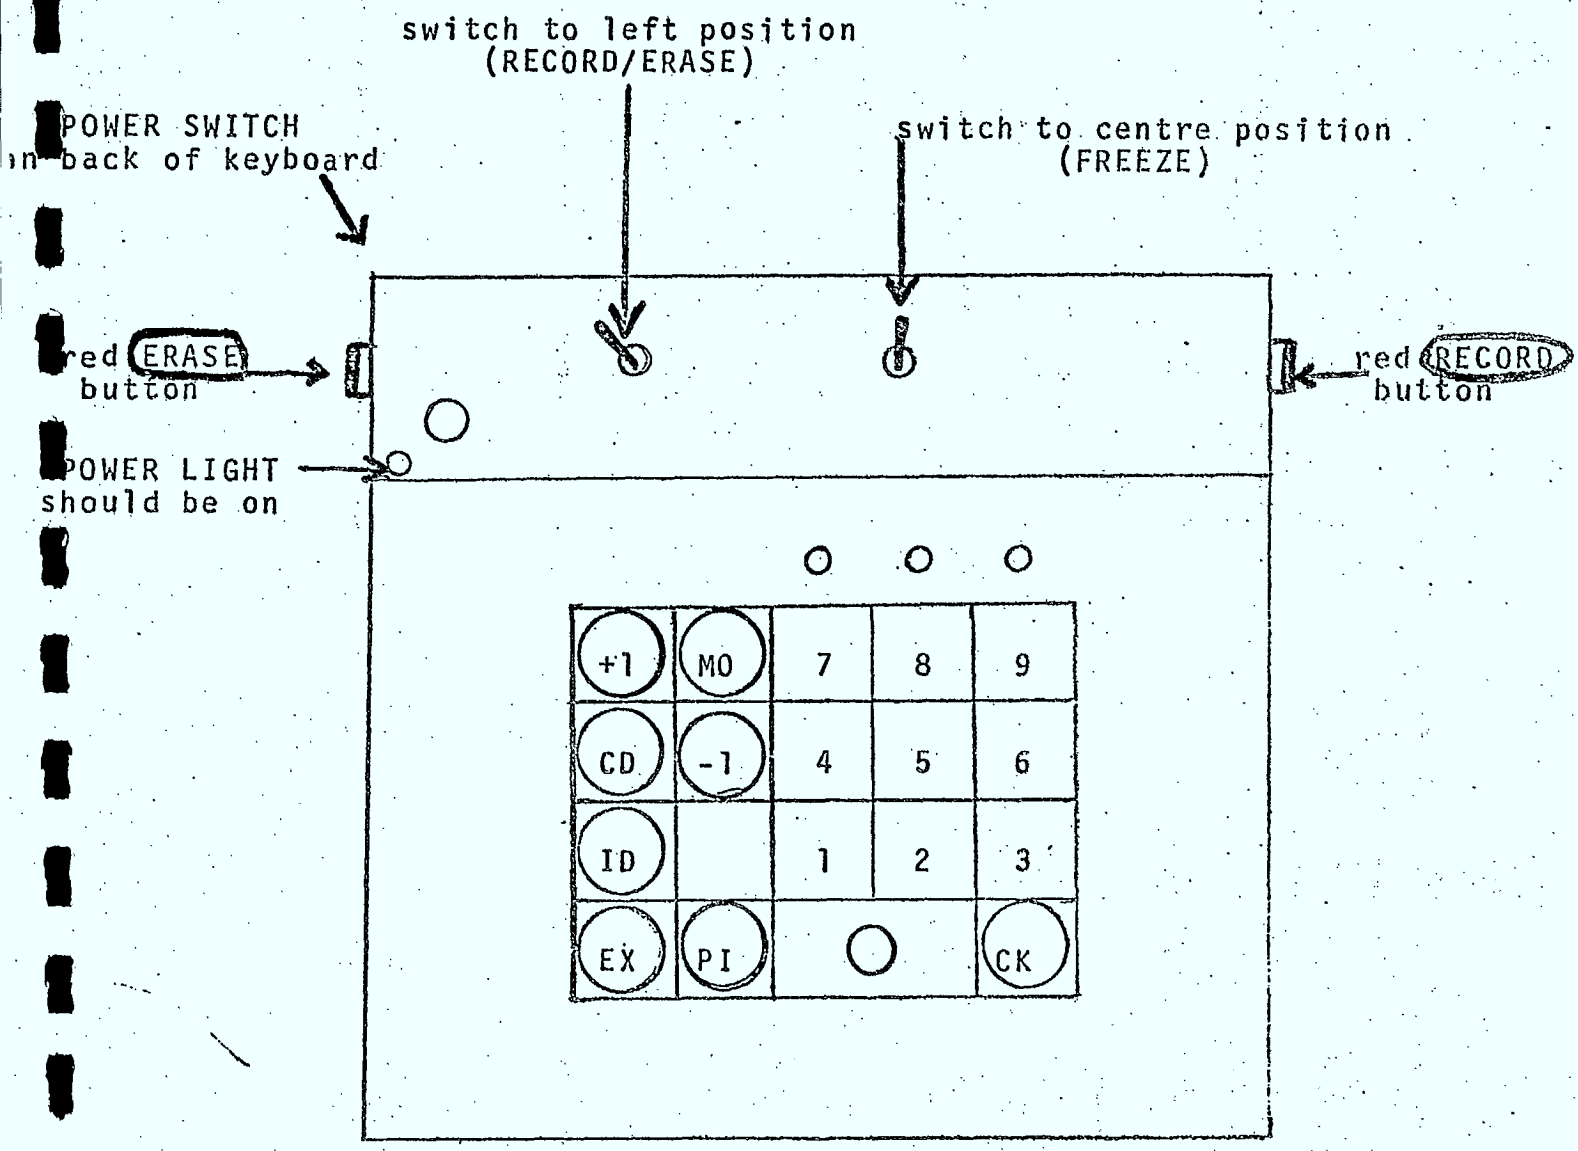 switch to left position
(RECORD/ERASE)
POWER SWITCH
back of keyboard
switch to centre position
(FREEZE)
red ERASE
button
red RECORD
button
POWER LIGHT
should be on
+1 MO 7 8 9
CD -1 4 5 6
ID 1 2 3
EX PI CK